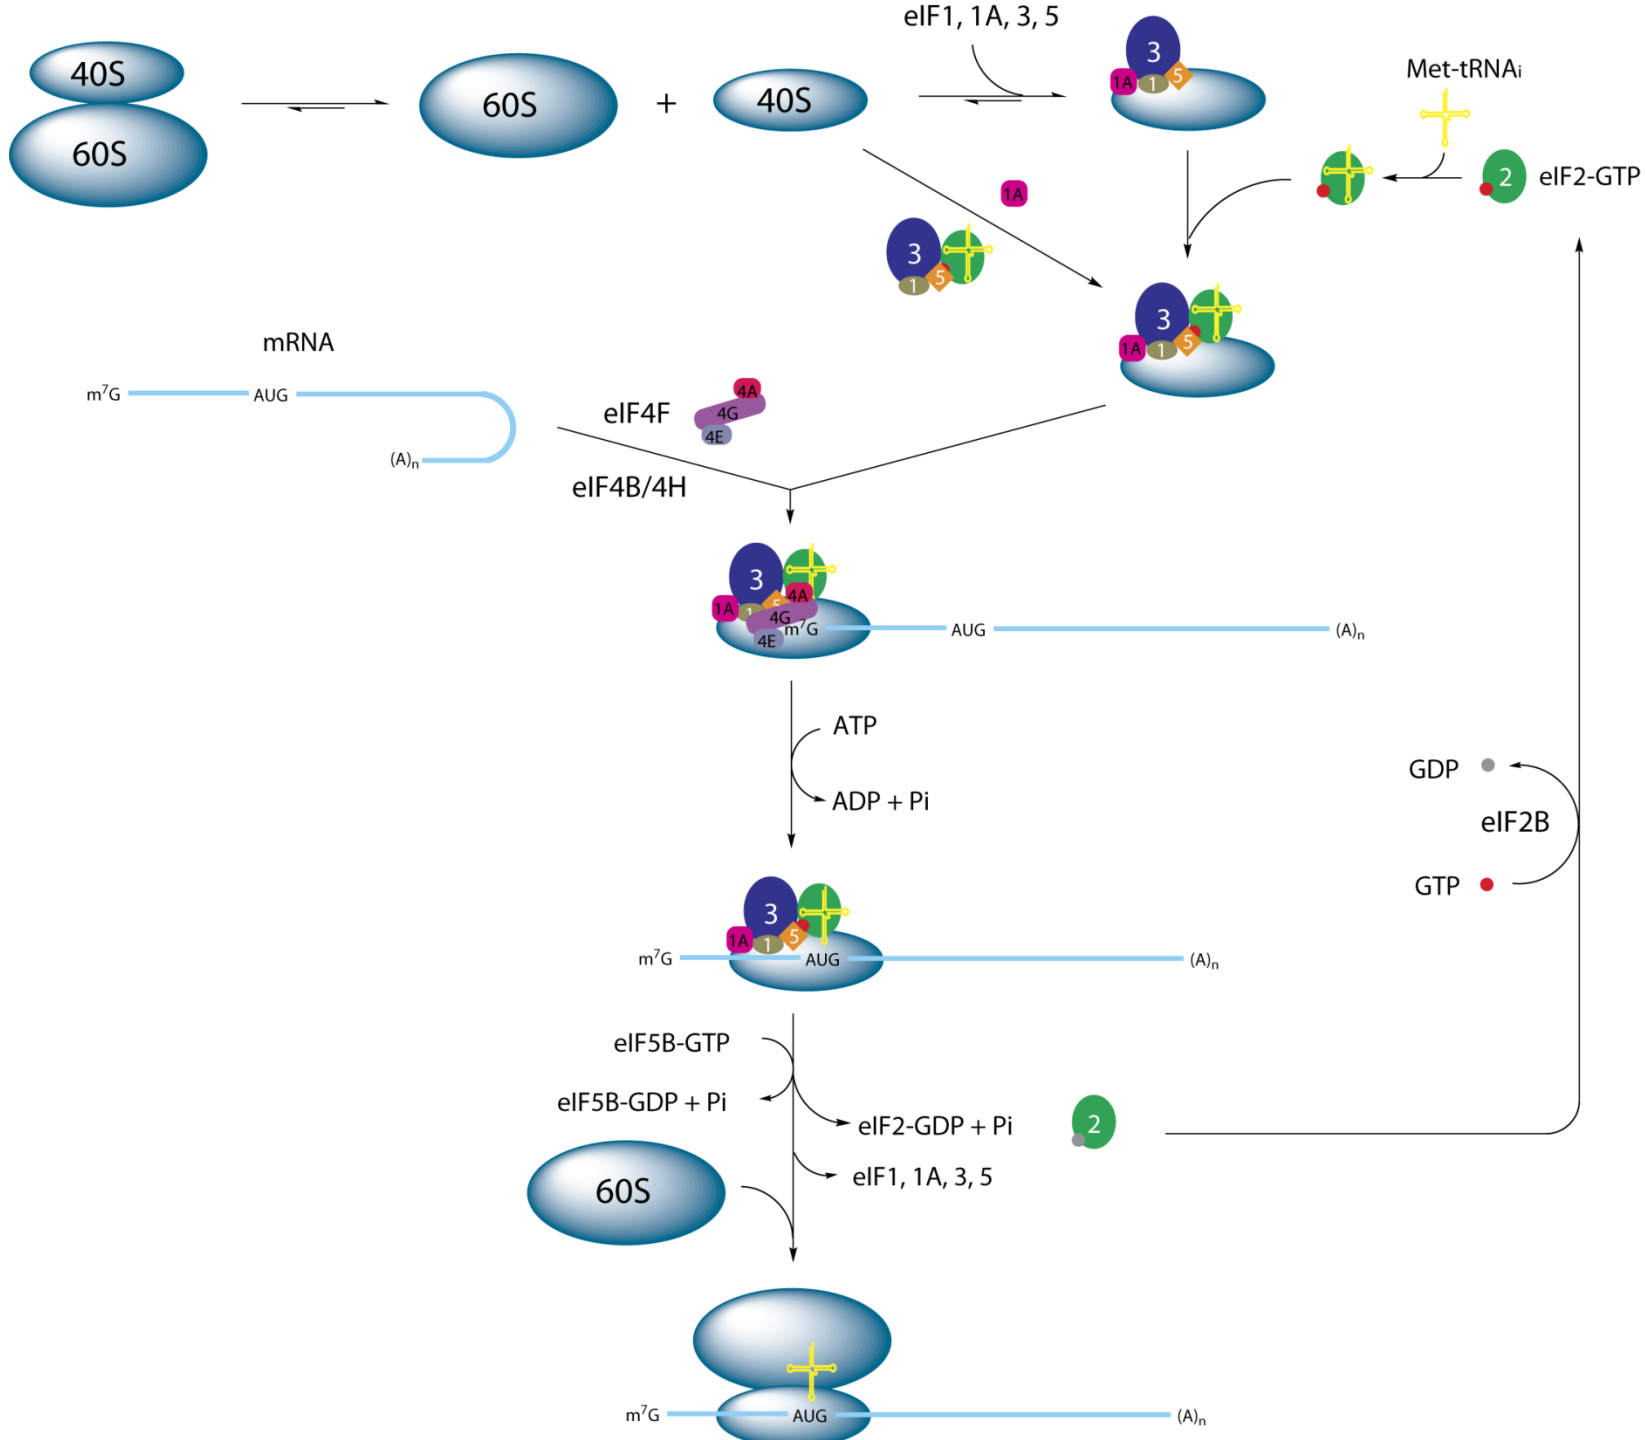 eIF1, 1A, 3, 5
40S
60S
60S
+
40S
3
1A
1
5
Met-tRNAi
2
eIF2-GTP
1A
3
1
5
3
1A
1
5
mRNA
m⁷G
AUG
(A)n
eIF4F
4A
4G
4E
eIF4B/4H
3
1A
1
5
4A
4G
4E
m⁷G
AUG
(A)n
ATP
ADP + Pi
GDP
eIF2B
GTP
3
1A
1
5
m⁷G
AUG
(A)n
eIF5B-GTP
eIF5B-GDP + Pi
eIF2-GDP + Pi
2
eIF1, 1A, 3, 5
60S
m⁷G
AUG
(A)n